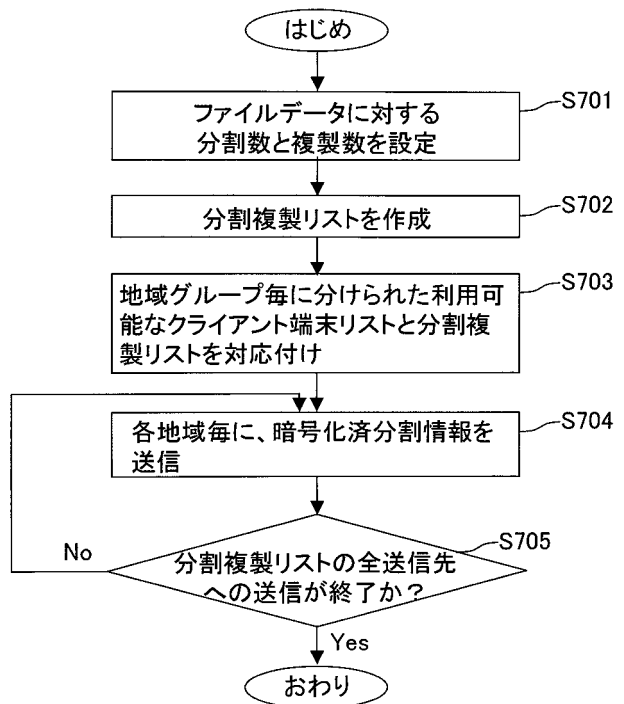 はじめ
ファイルデータに対する
分割数と複製数を設定
S701
分割複製リストを作成
S702
地域グループ毎に分けられた利用可
能なクライアント端末リストと分割複
製リストを対応付け
S703
各地域毎に、暗号化済分割情報を
送信
S704
分割複製リストの全送信先
への送信が終了か？
S705
No
Yes
おわり